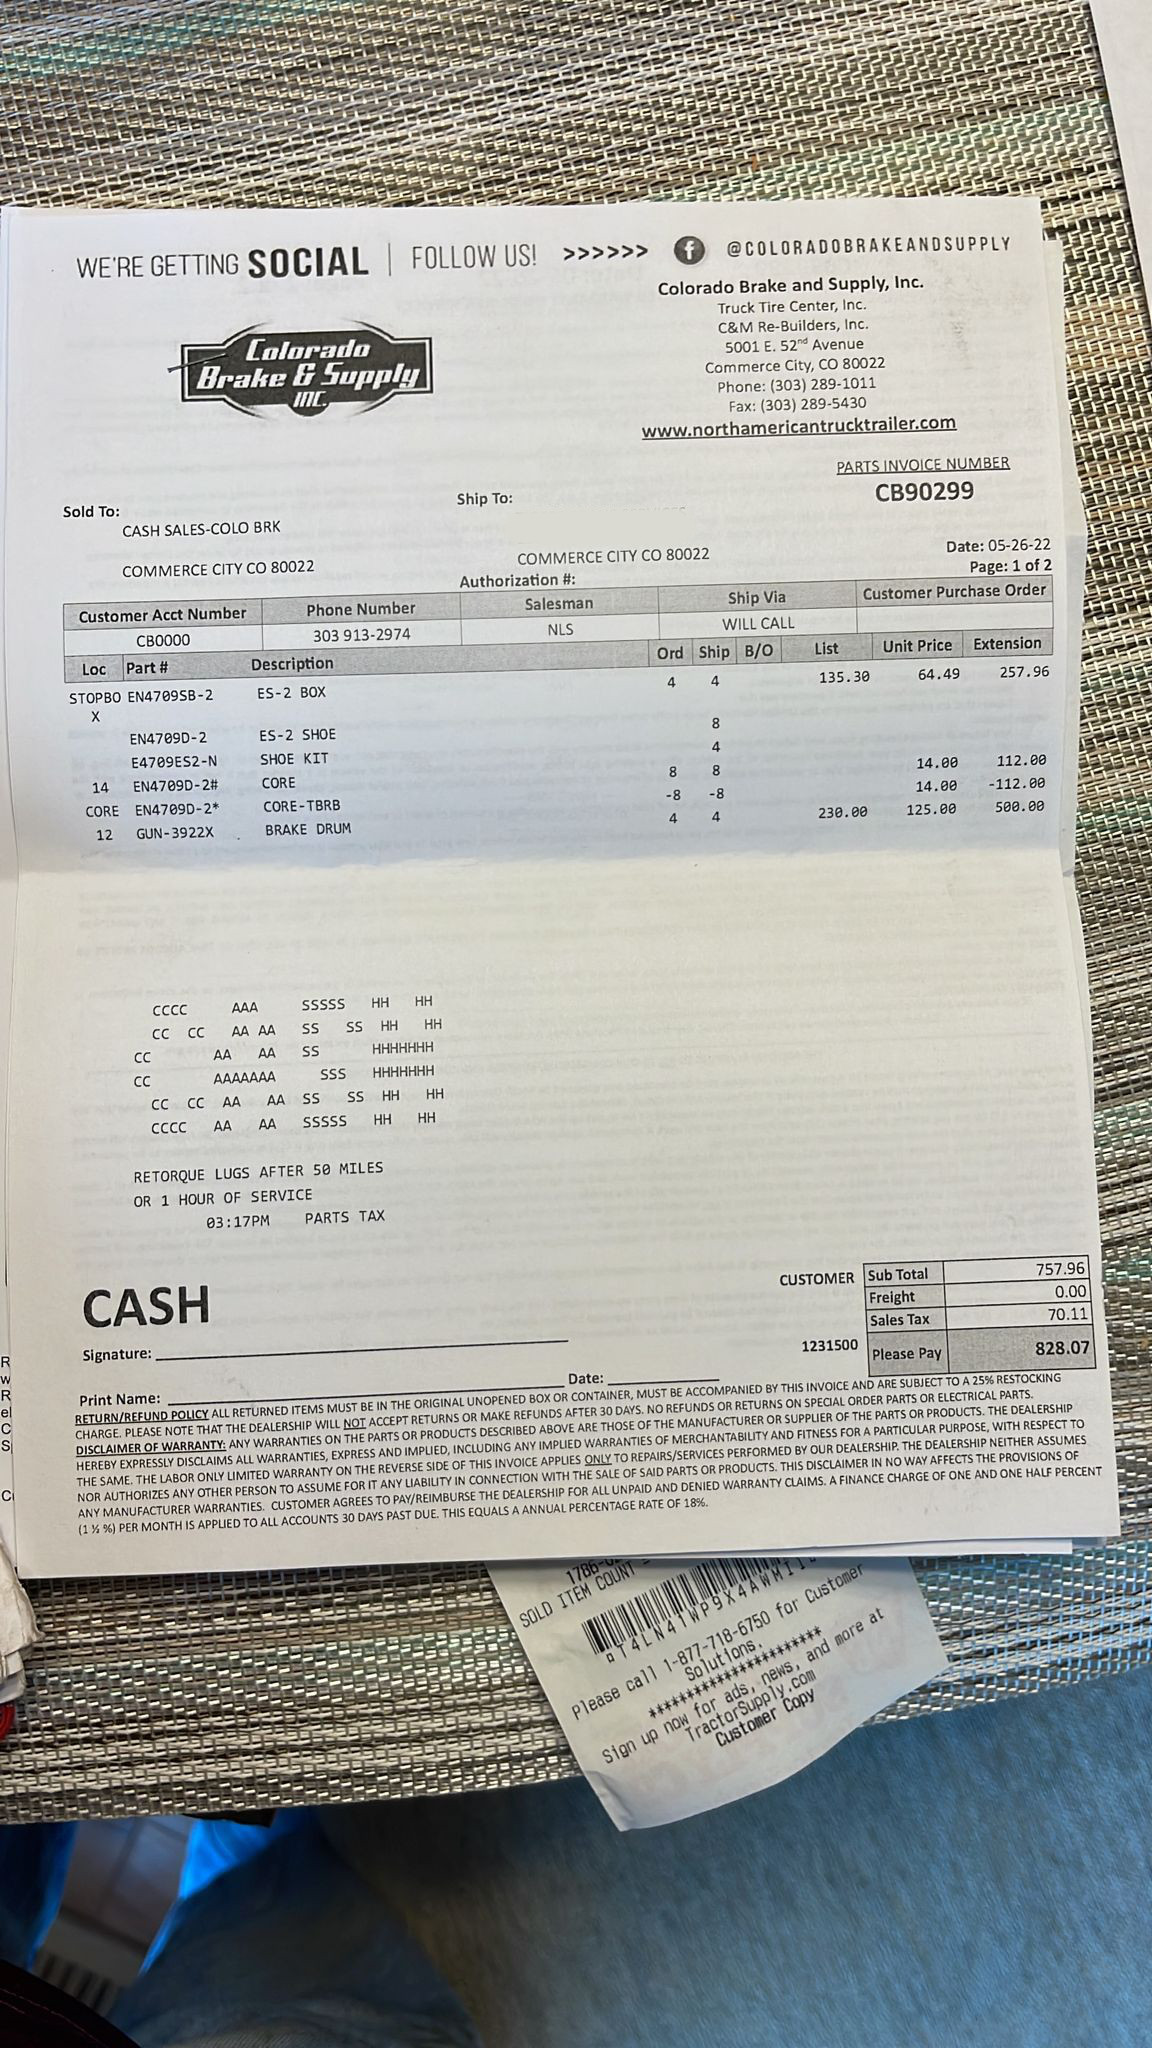 WE'RE GETTING SOCIAL | FOLLOW US! >>>>>> f @COLORADOBRAKEANDSUPPLY
Colorado Brake and Supply, Inc.
Truck Tire Center, Inc.
C&M Re-Builders, Inc.
5001 E. 52nd Avenue
Commerce City, CO 80022
Phone: (303) 289-1011
Fax: (303) 289-5430
www.northamericantrucktrailer.com
Colorado
Brake & Supply
INC.
PARTS INVOICE NUMBER
CB90299
Sold To:
CASH SALES-COLO BRK
COMMERCE CITY CO 80022
Ship To:
COMMERCE CITY CO 80022
Date: 05-26-22
Page: 1 of 2
Authorization #:
Customer Acct Number Phone Number Salesman Ship Via Customer Purchase Order
CB0000 303 913-2974 NLS WILL CALL
Loc Part # Description Ord Ship B/O List Unit Price Extension
STOPBO EN4709SB-2 ES-2 BOX 4 4 135.30 64.49 257.96
X
EN4709D-2 ES-2 SHOE 8
E4709ES2-N SHOE KIT 4
14 EN4709D-2# CORE 8 8 14.00 112.00
CORE EN4709D-2* CORE-TBRB -8 -8 14.00 -112.00
12 GUN-3922X . BRAKE DRUM 4 4 230.00 125.00 500.00
CCCC AAA SSSSS HH HH
CC CC AA AA SS SS HH HH
CC AA AA SS HHHHHHH
CC AAAAAAA SSS HHHHHHH
CC CC AA AA SS SS HH HH
CCCC AA AA SSSSS HH HH
RETORQUE LUGS AFTER 50 MILES
OR 1 HOUR OF SERVICE
03:17PM PARTS TAX
CASH
CUSTOMER
1231500
Sub Total 757.96
Freight 0.00
Sales Tax 70.11
Please Pay 828.07
Signature:
Print Name: Date:
RETURN/REFUND POLICY ALL RETURNED ITEMS MUST BE IN THE ORIGINAL UNOPENED BOX OR CONTAINER, MUST BE ACCOMPANIED BY THIS INVOICE AND ARE SUBJECT TO A 25% RESTOCKING
CHARGE. PLEASE NOTE THAT THE DEALERSHIP WILL NOT ACCEPT RETURNS OR MAKE REFUNDS AFTER 30 DAYS. NO REFUNDS OR RETURNS ON SPECIAL ORDER PARTS OR ELECTRICAL PARTS.
DISCLAIMER OF WARRANTY: ANY WARRANTIES ON THE PARTS OR PRODUCTS DESCRIBED ABOVE ARE THOSE OF THE MANUFACTURER OR SUPPLIER OF THE PARTS OR PRODUCTS. THE DEALERSHIP
HEREBY EXPRESSLY DISCLAIMS ALL WARRANTIES, EXPRESS AND IMPLIED, INCLUDING ANY IMPLIED WARRANTIES OF MERCHANTABILITY AND FITNESS FOR A PARTICULAR PURPOSE, WITH RESPECT TO
THE SAME. THE LABOR ONLY LIMITED WARRANTY ON THE REVERSE SIDE OF THIS INVOICE APPLIES ONLY TO REPAIRS/SERVICES PERFORMED BY OUR DEALERSHIP. THE DEALERSHIP NEITHER ASSUMES
NOR AUTHORIZES ANY OTHER PERSON TO ASSUME FOR IT ANY LIABILITY IN CONNECTION WITH THE SALE OF SAID PARTS OR PRODUCTS. THIS DISCLAIMER IN NO WAY AFFECTS THE PROVISIONS OF
ANY MANUFACTURER WARRANTIES. CUSTOMER AGREES TO PAY/REIMBURSE THE DEALERSHIP FOR ALL UNPAID AND DENIED WARRANTY CLAIMS. A FINANCE CHARGE OF ONE AND ONE HALF PERCENT
(1 ½ %) PER MONTH IS APPLIED TO ALL ACCOUNTS 30 DAYS PAST DUE. THIS EQUALS A ANNUAL PERCENTAGE RATE OF 18%.
SOLD ITEM COUNT
Please call 1-877-718-6750 for Customer
Solutions.
************************
Sign up now for ads, news, and more at
TractorSupply.com
Customer Copy